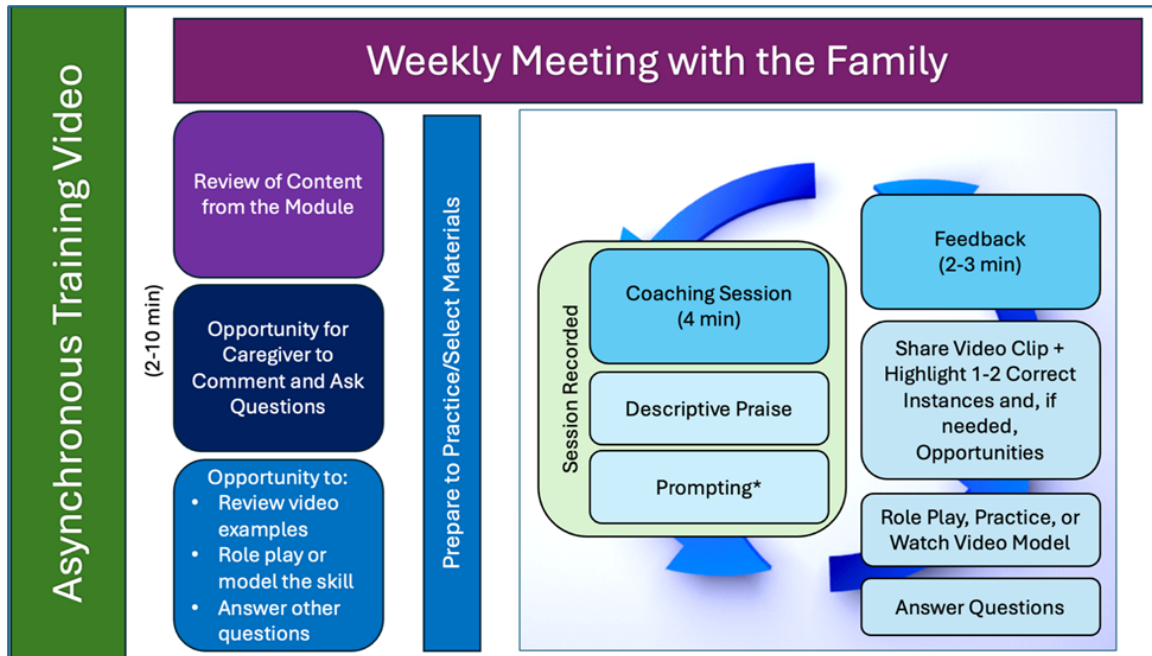 Asynchronous Training Video
Weekly Meeting with the Family
(2-10 min)
Review of Content
from the Module
Opportunity for
Caregiver to
Comment and Ask
Questions
Opportunity to:
• Review video
examples
• Role play or
model the skill
• Answer other
questions
Prepare to Practice/Select Materials
Session Recorded
Coaching Session
(4 min)
Descriptive Praise
Prompting*
Feedback
(2-3 min)
Share Video Clip +
Highlight 1-2 Correct
Instances and, if
needed,
Opportunities
Role Play, Practice, or
Watch Video Model
Answer Questions